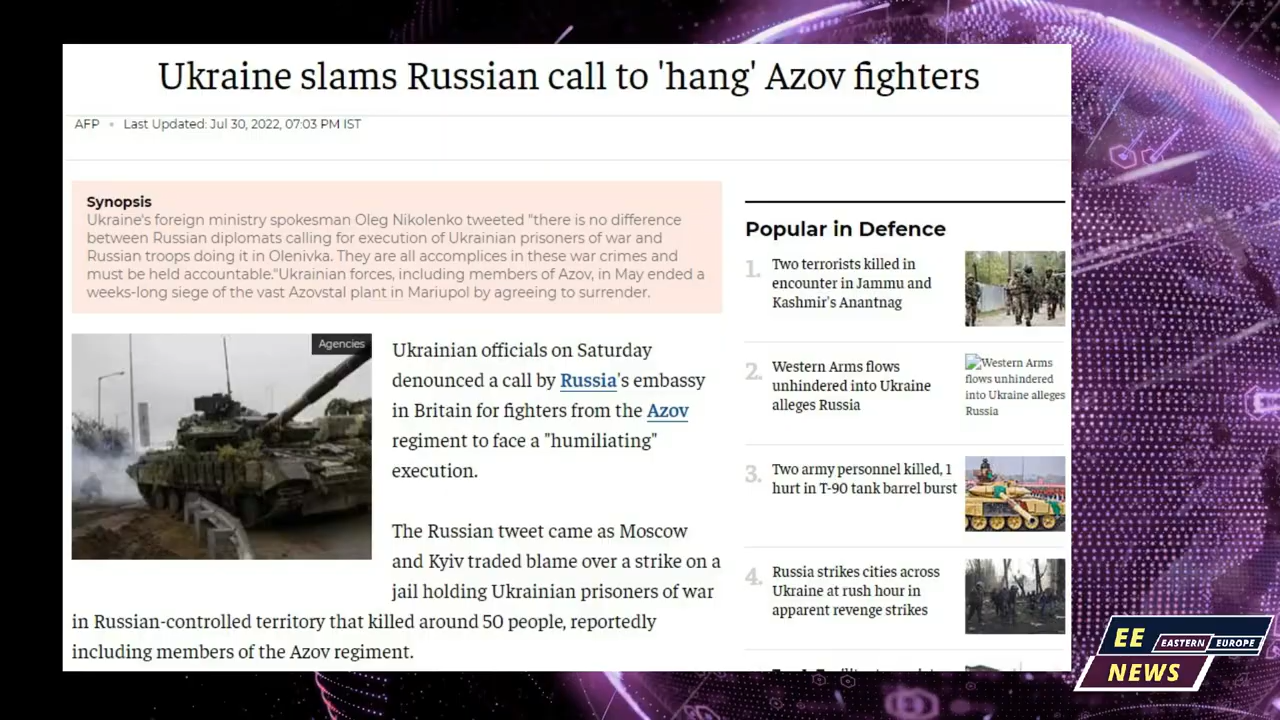 Ukraine slams Russian call to 'hang' Azov fighters
AFP • Last Updated: Jul 30, 2022, 07:03 PM IST
Synopsis
Ukraine's foreign ministry spokesman Oleg Nikolenko tweeted "there is no difference
between Russian diplomats calling for execution of Ukrainian prisoners of war and
Russian troops doing it in Olenivka. They are all accomplices in these war crimes and
must be held accountable."Ukrainian forces, including members of Azov, in May ended a
weeks-long siege of the vast Azovstal plant in Mariupol by agreeing to surrender.
Agencies
Ukrainian officials on Saturday
denounced a call by Russia's embassy
in Britain for fighters from the Azov
regiment to face a "humiliating"
execution.
The Russian tweet came as Moscow
and Kyiv traded blame over a strike on a
jail holding Ukrainian prisoners of war
in Russian-controlled territory that killed around 50 people, reportedly
including members of the Azov regiment.
Popular in Defence
1. Two terrorists killed in
encounter in Jammu and
Kashmir's Anantnag
2. Western Arms flows
unhindered into Ukraine
alleges Russia
Western Arms
flows unhindered
into Ukraine alleges
Russia
3. Two army personnel killed, 1
hurt in T-90 tank barrel burst
4. Russia strikes cities across
Ukraine at rush hour in
apparent revenge strikes
EE EASTERN EUROPE
NEWS